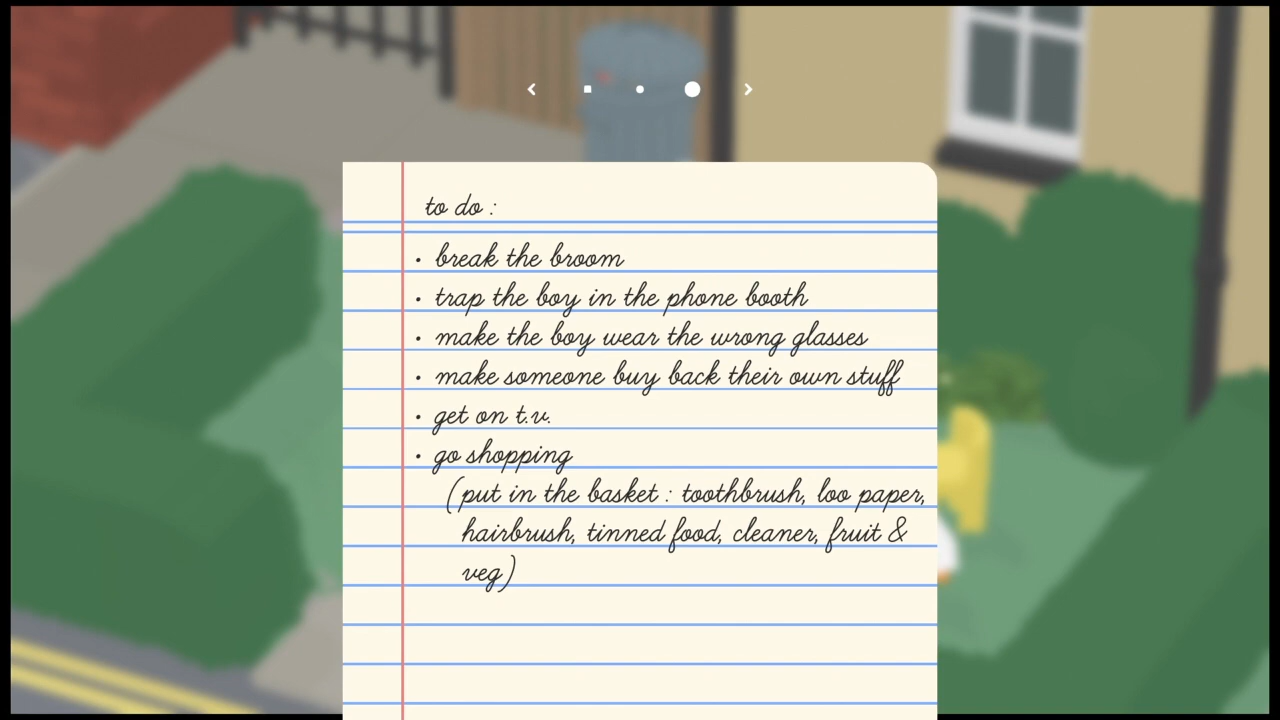 to do :
• break the broom
• trap the boy in the phone booth
• make the boy wear the wrong glasses
• make someone buy back their own stuff
• get on t.v.
• go shopping
(put in the basket : toothbrush, loo paper,
hairbrush, tinned food, cleaner, fruit &
veg)